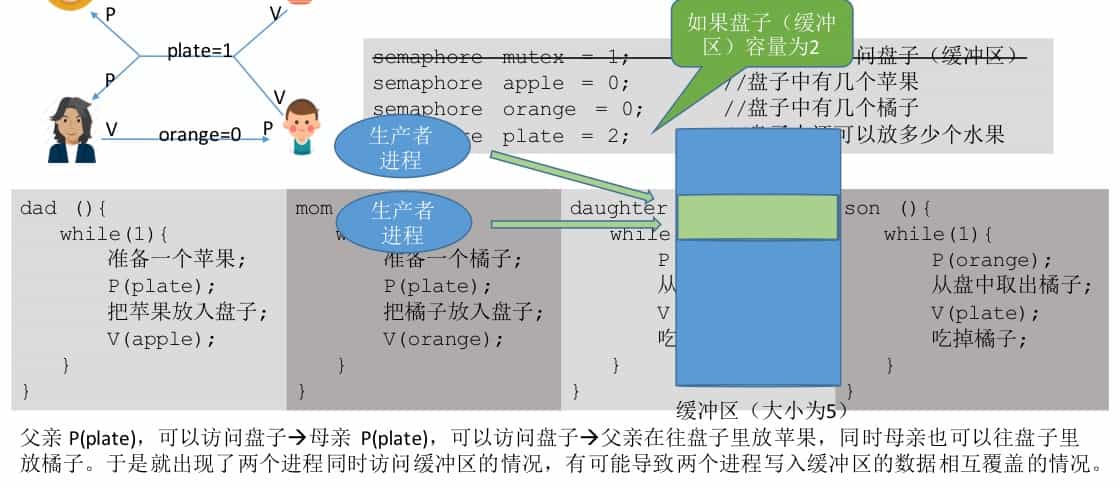 P
V
plate=1
P
V
V
orange=0
P
如果盘子（缓冲
区）容量为2
semaphore mutex = 1; 问盘子（缓冲区）
semaphore apple = 0; //盘子中有几个苹果
semaphore orange = 0; //盘子中有几个橘子
plate = 2; 可以放多少个水果
生产者
进程
生产者
进程
dad (){
while(1){
准备一个苹果;
P(plate);
把苹果放入盘子;
V(apple);
}
}
mom
准备一个橘子;
P(plate);
把橘子放入盘子;
V(orange);
}
}
daughter
while
P
从
V
吃
}
}
son (){
while(1){
P(orange);
从盘中取出橘子;
V(plate);
吃掉橘子;
}
}
缓冲区（大小为5）
父亲 P(plate)，可以访问盘子→母亲 P(plate)，可以访问盘子→父亲在往盘子里放苹果，同时母亲也可以往盘子里
放橘子。于是就出现了两个进程同时访问缓冲区的情况，有可能导致两个进程写入缓冲区的数据相互覆盖的情况。